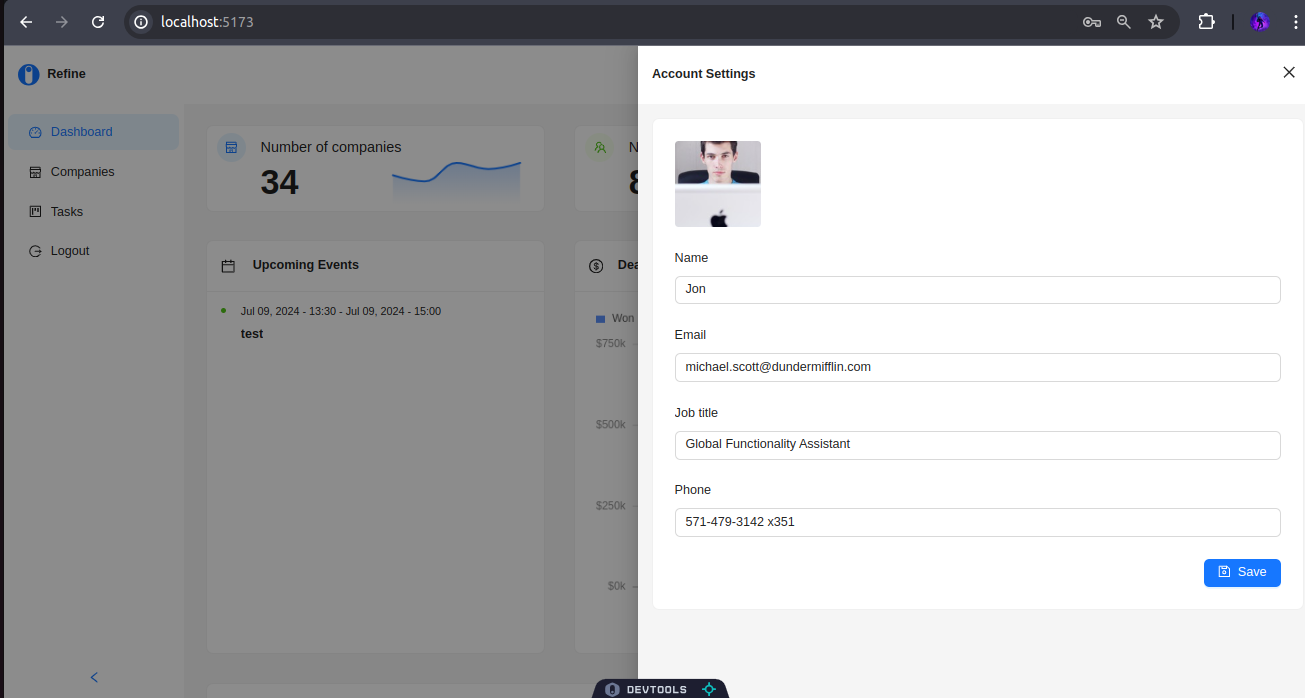 localhost:5173
Refine
Dashboard
Companies
Tasks
Logout
Number of companies
34
Upcoming Events
Jul 09, 2024 - 13:30 - Jul 09, 2024 - 15:00
test
Won
$750k
$500k
$250k
$0k
Account Settings
Name
Jon
Email
michael.scott@dundermifflin.com
Job title
Global Functionality Assistant
Phone
571-479-3142 x351
Save
DEVTOOLS